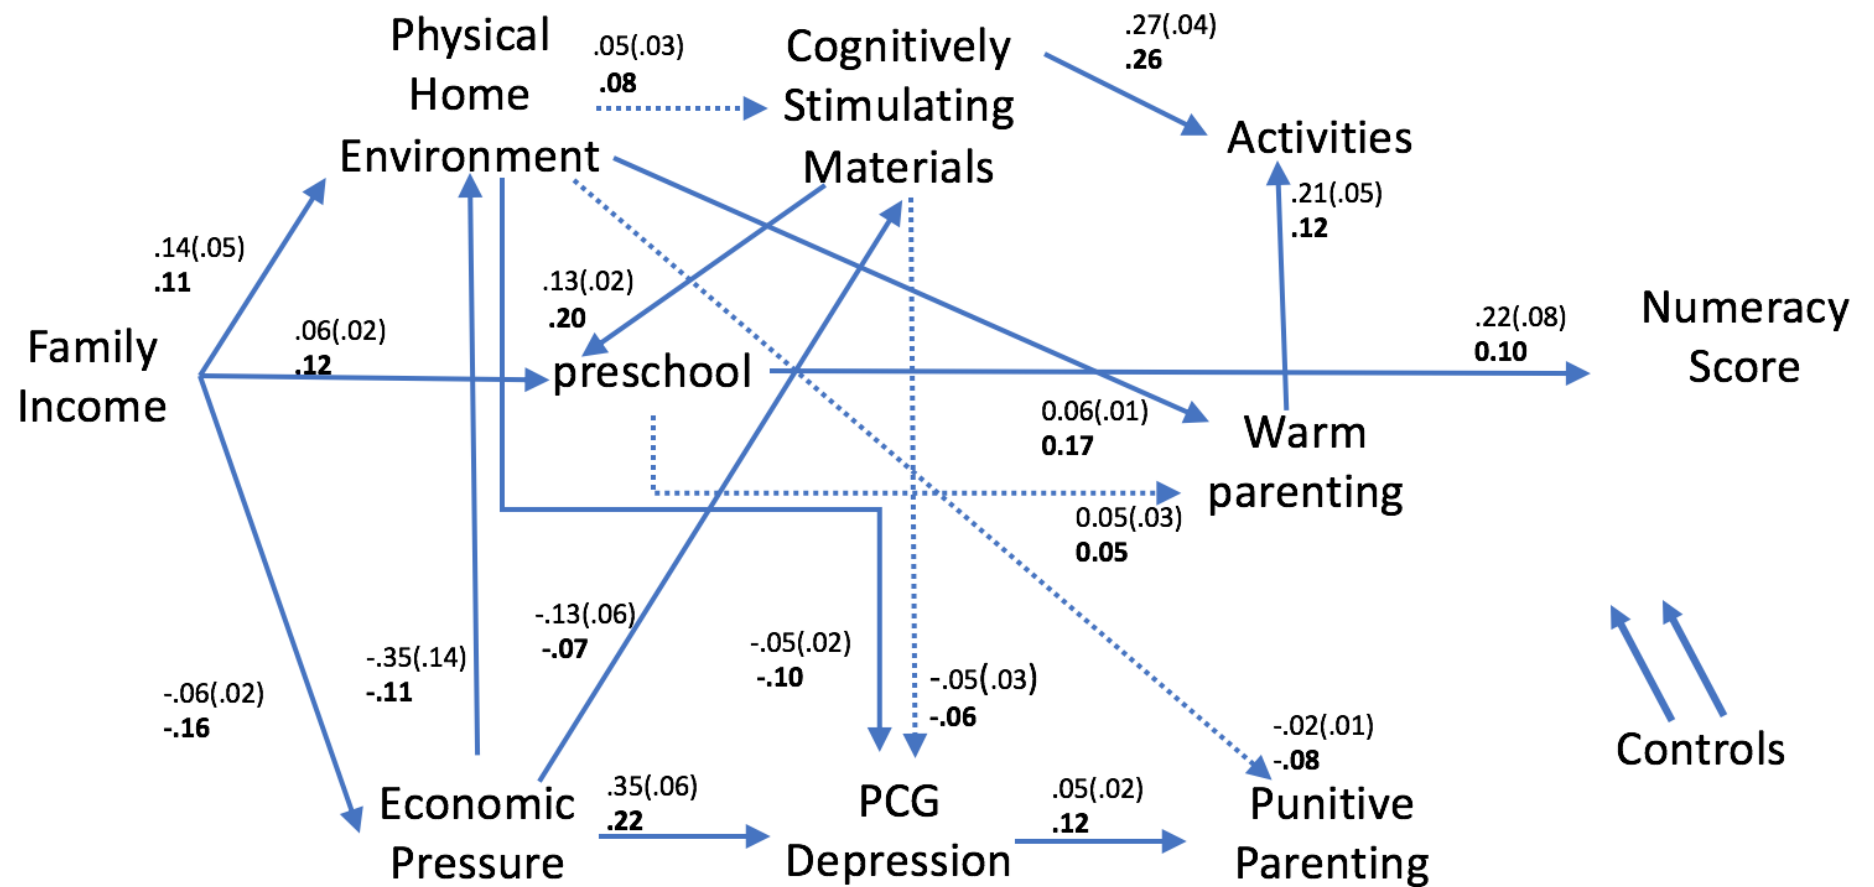 Physical
Home
Environment
.05(.03)
.08
Cognitively
Stimulating
Materials
.27(.04)
.26
Activities
.21(.05)
.12
.14(.05)
.11
.13(.02)
.20
.06(.02)
.12
Family
Income
preschool
.22(.08)
0.10
Numeracy
Score
0.06(.01)
0.17
Warm
parenting
0.05(.03)
0.05
-.13(.06)
-.07
-.35(.14)
-.11
-.06(.02)
-.16
-.05(.02)
-.10
-.05(.03)
-.06
-.02(.01)
-.08
Controls
Economic
Pressure
.35(.06)
.22
PCG
Depression
.05(.02)
.12
Punitive
Parenting